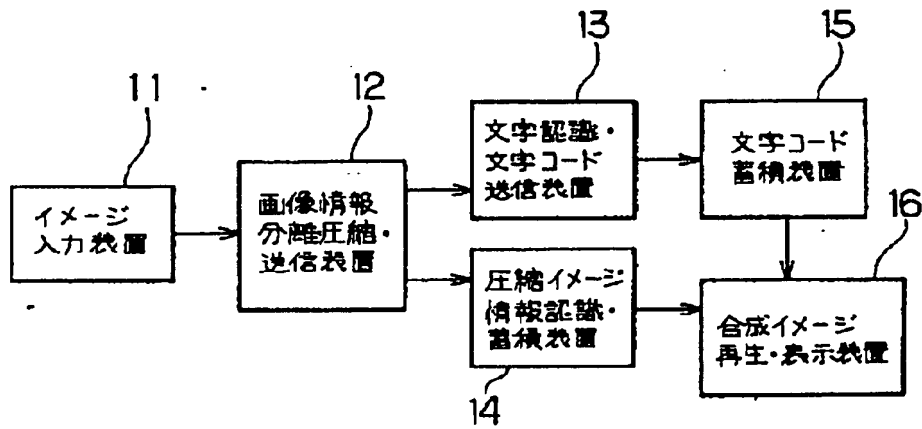 11
イメージ
入力装置
12
画像情報
分離圧縮・
送信装置
13
文字認識・
文字コード
送信装置
14
圧縮イメージ
情報認識・
蓄積装置
15
文字コード
蓄積装置
16
合成イメージ
再生・表示装置